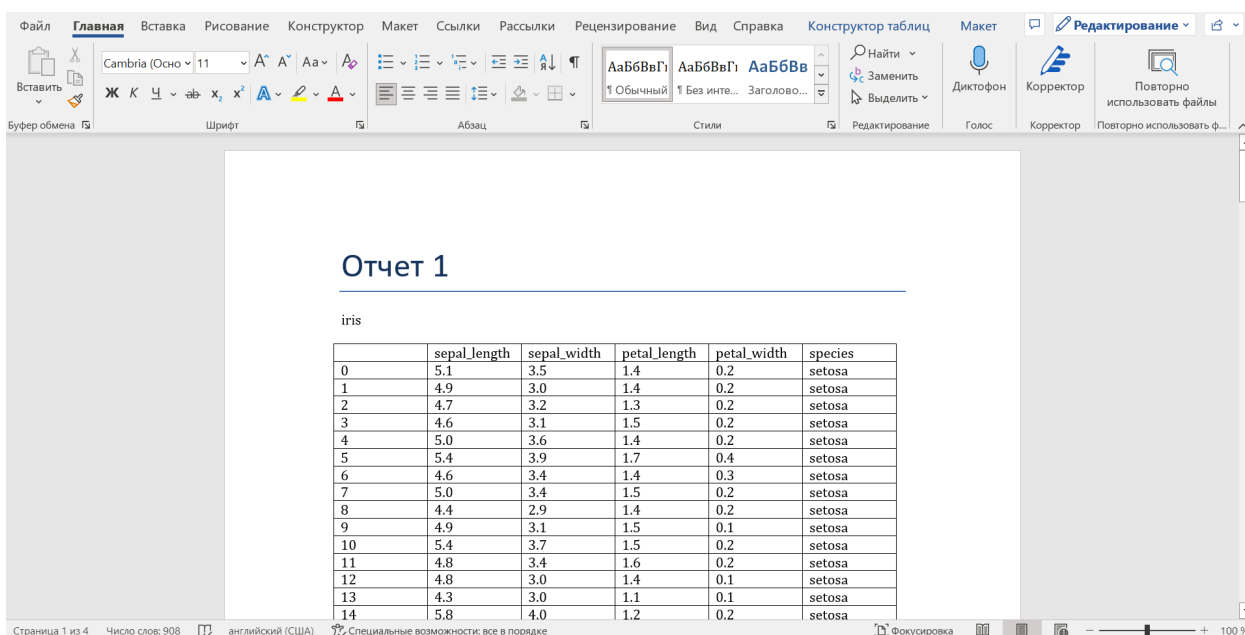 Файл Главная Вставка Рисование Конструктор Макет Ссылки Рассылки Рецензирование Вид Справка Конструктор таблиц Макет Редактирование
Вставить
Cambria (Осно 11
Ж К Ч ab x₂ x² A A
АаБбВвГг АаБбВвГг АаБбВв
¶ Обычный ¶ Без инте... Заголово...
Найти
Заменить
Выделить
Диктофон
Корректор
Повторно
использовать файлы
Буфер обмена Шрифт Абзац Стили Редактирование Голос Корректор Повторно использовать ф...
Отчет 1
iris
sepal_length sepal_width petal_length petal_width species
0 5.1 3.5 1.4 0.2 setosa
1 4.9 3.0 1.4 0.2 setosa
2 4.7 3.2 1.3 0.2 setosa
3 4.6 3.1 1.5 0.2 setosa
4 5.0 3.6 1.4 0.2 setosa
5 5.4 3.9 1.7 0.4 setosa
6 4.6 3.4 1.4 0.3 setosa
7 5.0 3.4 1.5 0.2 setosa
8 4.4 2.9 1.4 0.2 setosa
9 4.9 3.1 1.5 0.1 setosa
10 5.4 3.7 1.5 0.2 setosa
11 4.8 3.4 1.6 0.2 setosa
12 4.8 3.0 1.4 0.1 setosa
13 4.3 3.0 1.1 0.1 setosa
14 5.8 4.0 1.2 0.2 setosa
Страница 1 из 4 Число слов: 908 английский (США) Специальные возможности: все в порядке Фокусировка 100 %